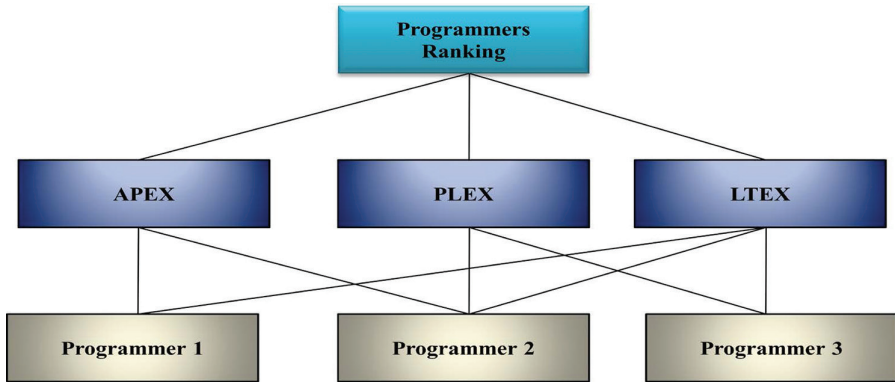 Programmers
Ranking
APEX
PLEX
LTEX
Programmer 1
Programmer 2
Programmer 3